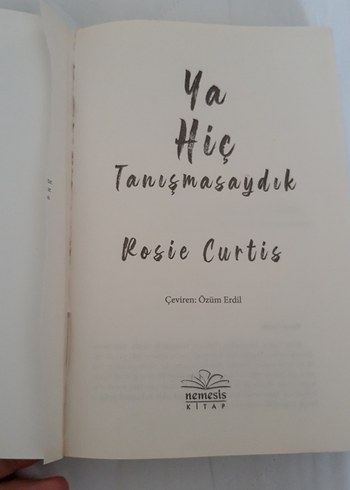 Ya
Hiç
Tanışmasaydık
Rosie Curtis
Çeviren: Özüm Erdil
nemesis
KİTAP